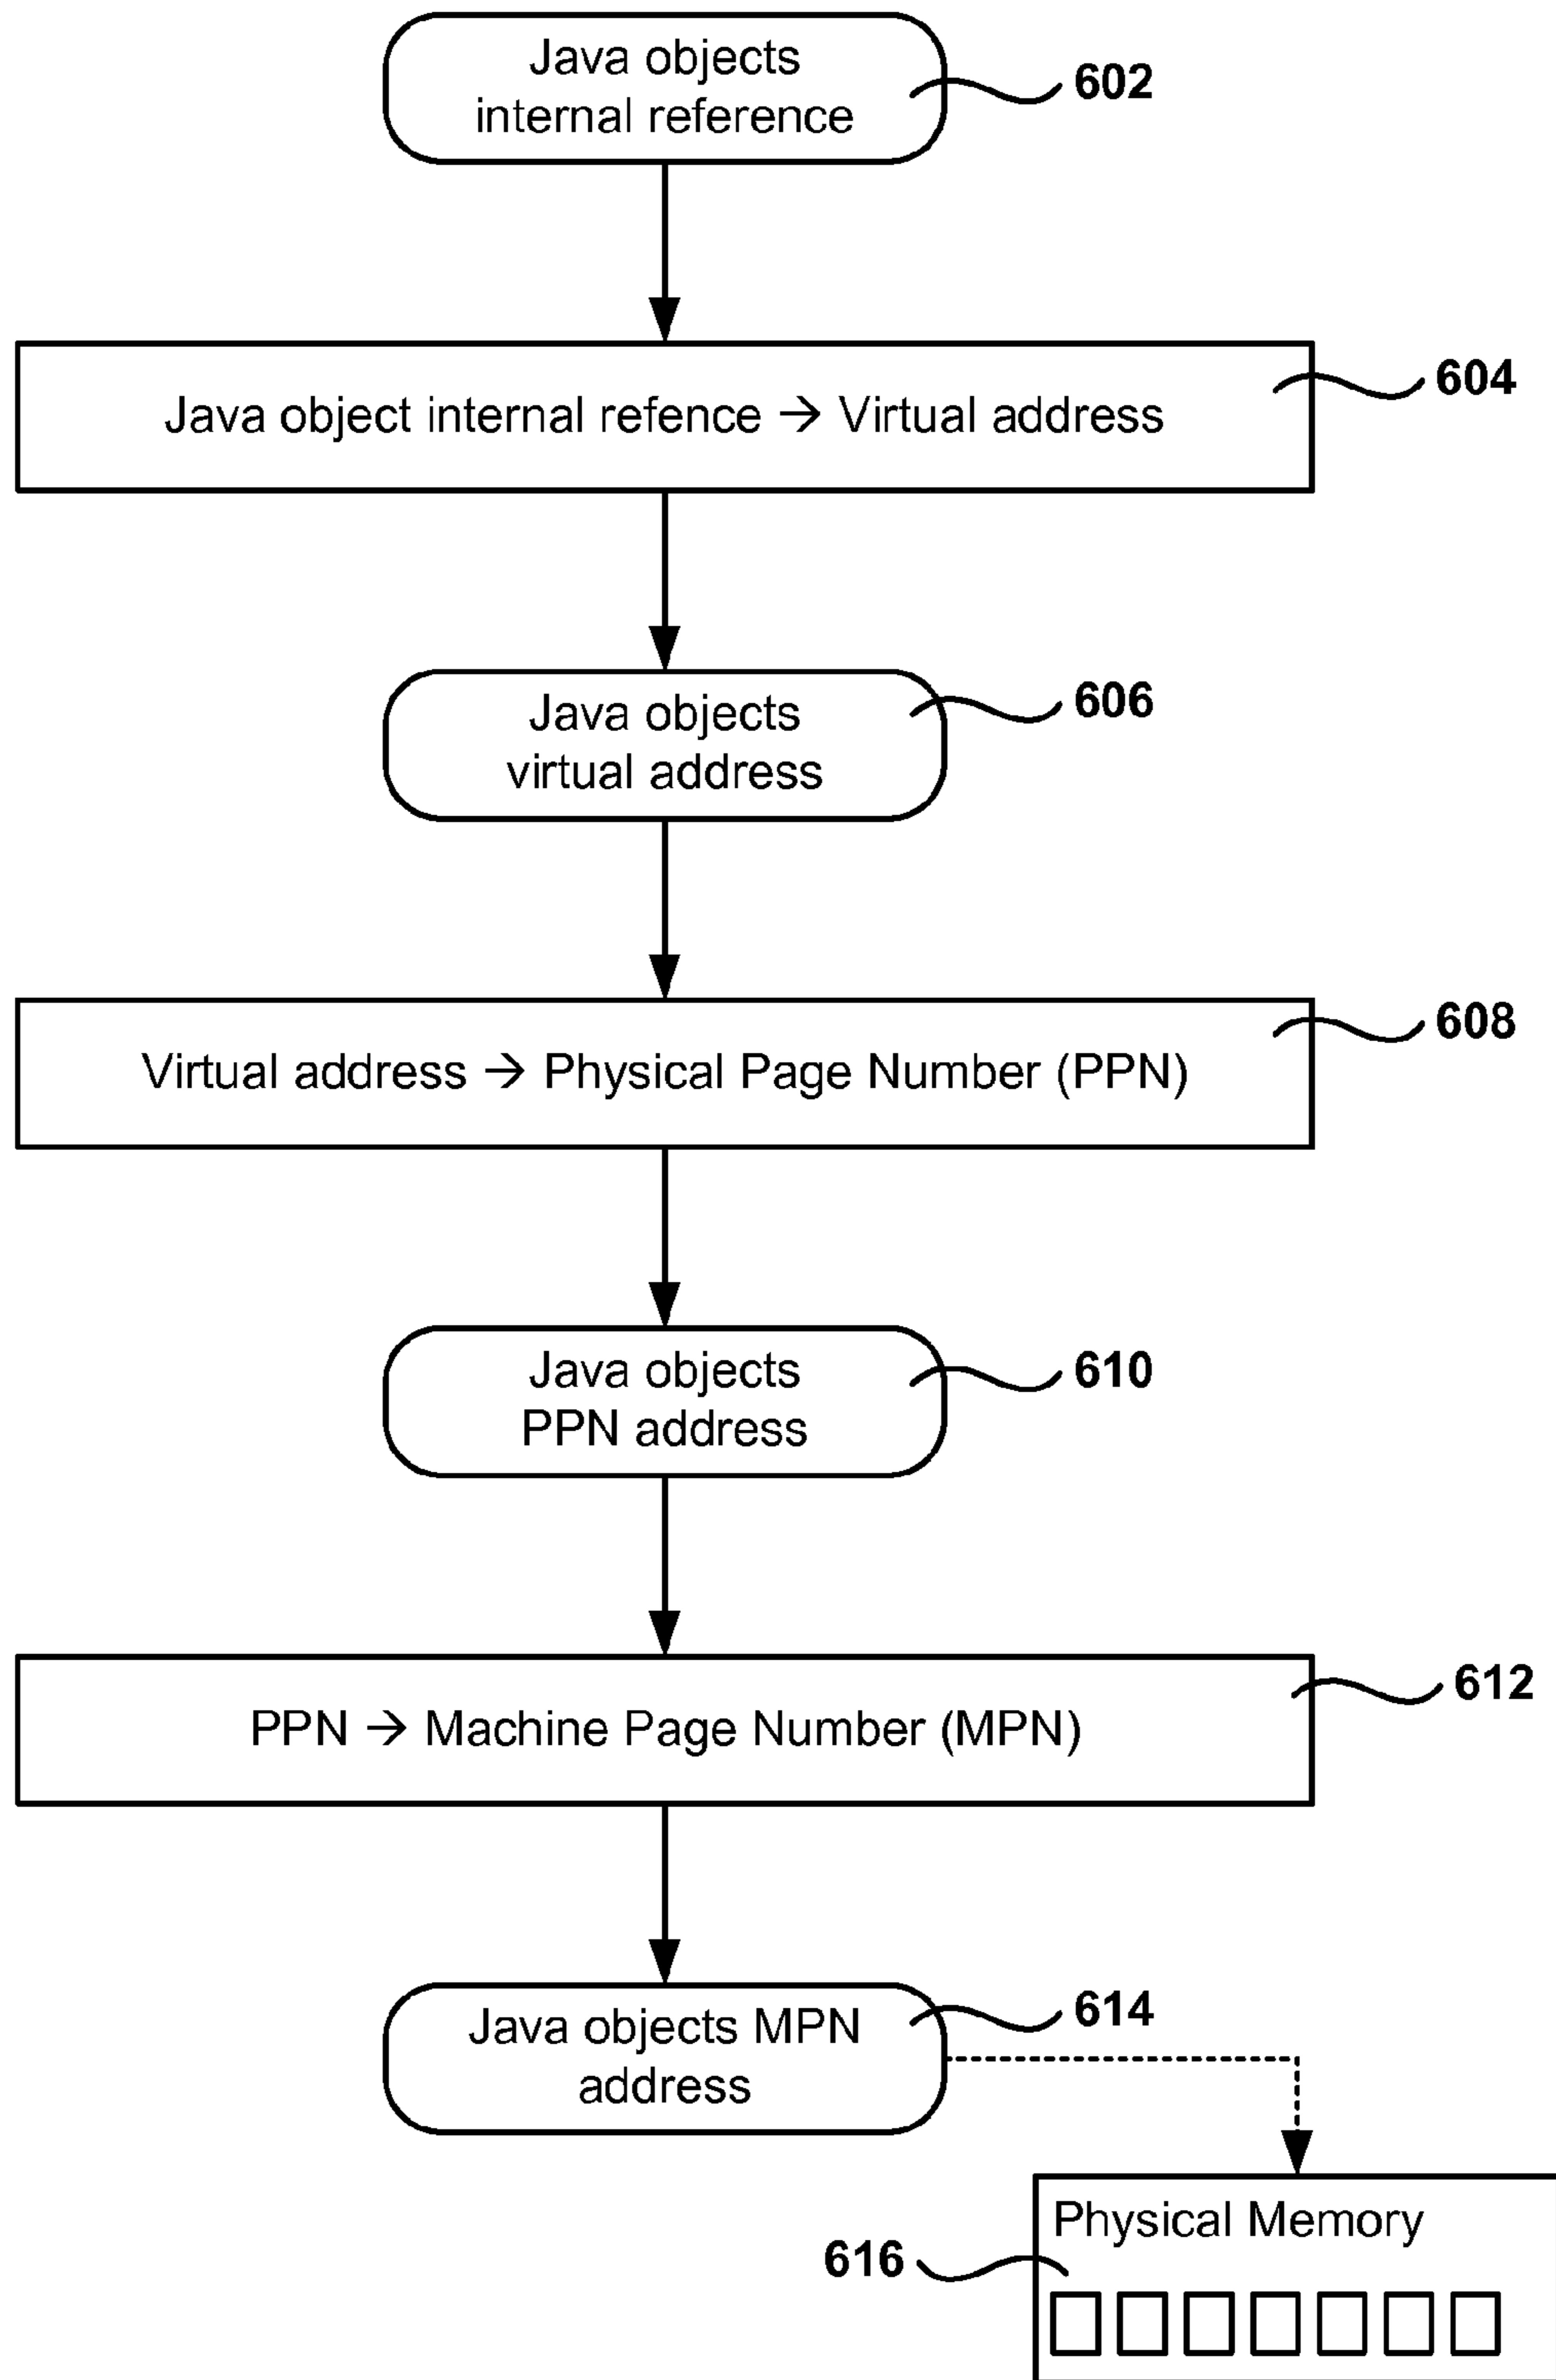 Java objects
internal reference
602
Java object internal refence → Virtual address
604
Java objects
virtual address
606
Virtual address → Physical Page Number (PPN)
608
Java objects
PPN address
610
PPN → Machine Page Number (MPN)
612
Java objects MPN
address
614
Physical Memory
616